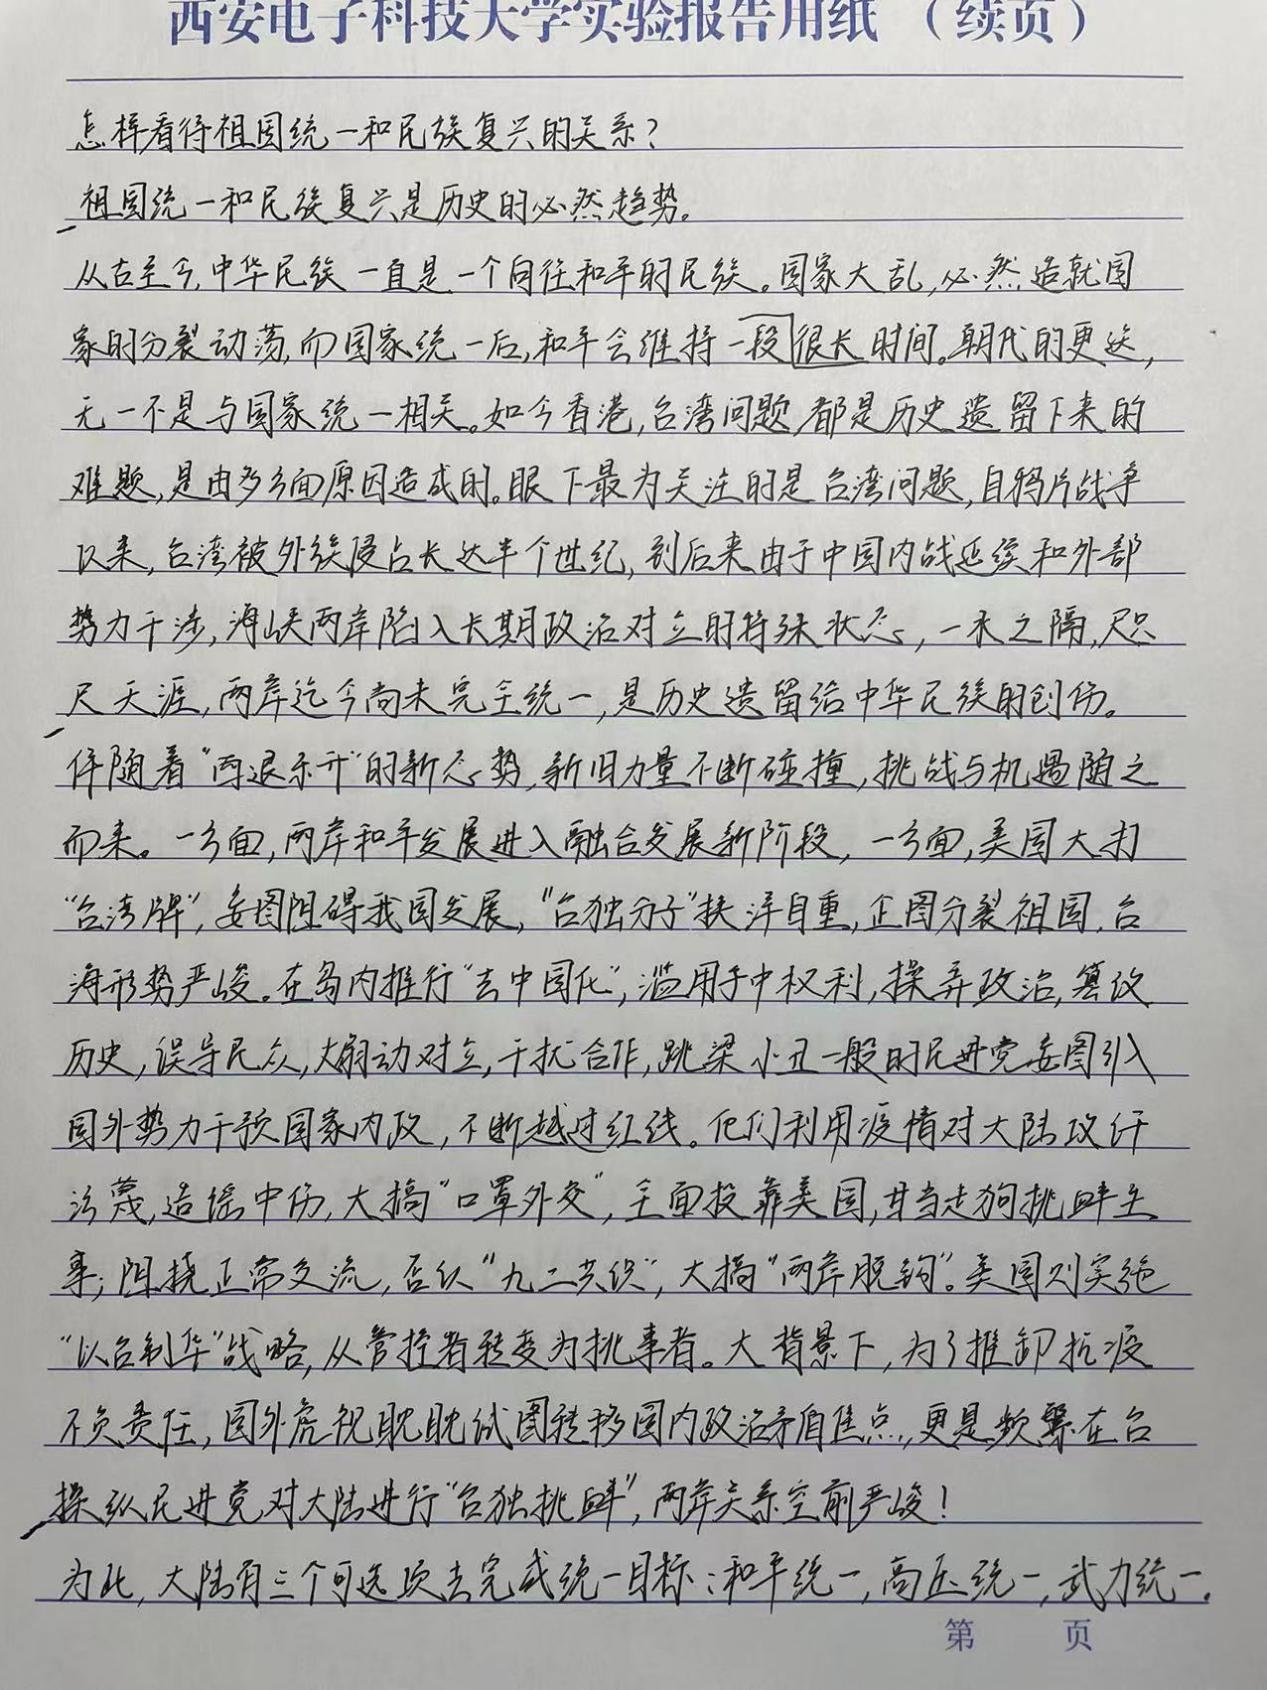 西安电子科技大学实验报告用纸（续页）
怎样看待祖国统一和民族复兴的关系?
祖国统一和民族复兴是历史的必然趋势。
从古至今,中华民族一直是一个向往和平的民族。国家大乱,必然造就国
家的分裂动荡,而国家统一后,和平会维持一段很长时间。朝代的更迭,
无一不是与国家统一相关。如今香港,台湾问题,都是历史遗留下来的
难题,是由多方面原因造成的。眼下最为关注的是台湾问题,自鸦片战争
以来,台湾被外族侵占长达半个世纪,到后来由于中国内战延续和外部
势力干涉,海峡两岸陷入长期政治对立的特殊状态,一水之隔,咫
尺天涯,两岸迄今尚未完全统一,是历史遗留给中华民族的创伤。
伴随着“两退示开”的新态势,新旧力量不断碰撞,挑战与机遇随之
而来。一方面,两岸和平发展进入融合发展新阶段,一方面,美国大打
“台湾牌”,妄图阻碍我国发展,“台独分子”挟洋自重,企图分裂祖国,台
海形势严峻。在岛内推行“去中国化”,滥用手中权利,操弄政治,篡改
历史,误导民众,大煽动对立,干扰合作,跳梁小丑一般的民进党妄图引入
国外势力干预国家内政,不断越过红线。他们利用疫情对大陆攻奸
污蔑,造谣中伤,大搞“口罩外交”,全面投靠美国,甘当走狗挑衅生
事;阻挠正常交流,否认“九二共识”,大搞“两岸脱钩”。美国则实施
“以台制华”战略,从管控者转变为挑事者。大背景下,为了推卸抗疫
不负责任,国外虎视眈眈试图转移国内政治矛盾焦点,更是频繁在台
操纵民进党对大陆进行“台独挑衅”,两岸关系空前严峻!
为此,大陆有三个可选项去完成统一目标:和平统一,高压统一,武力统一.
第 页